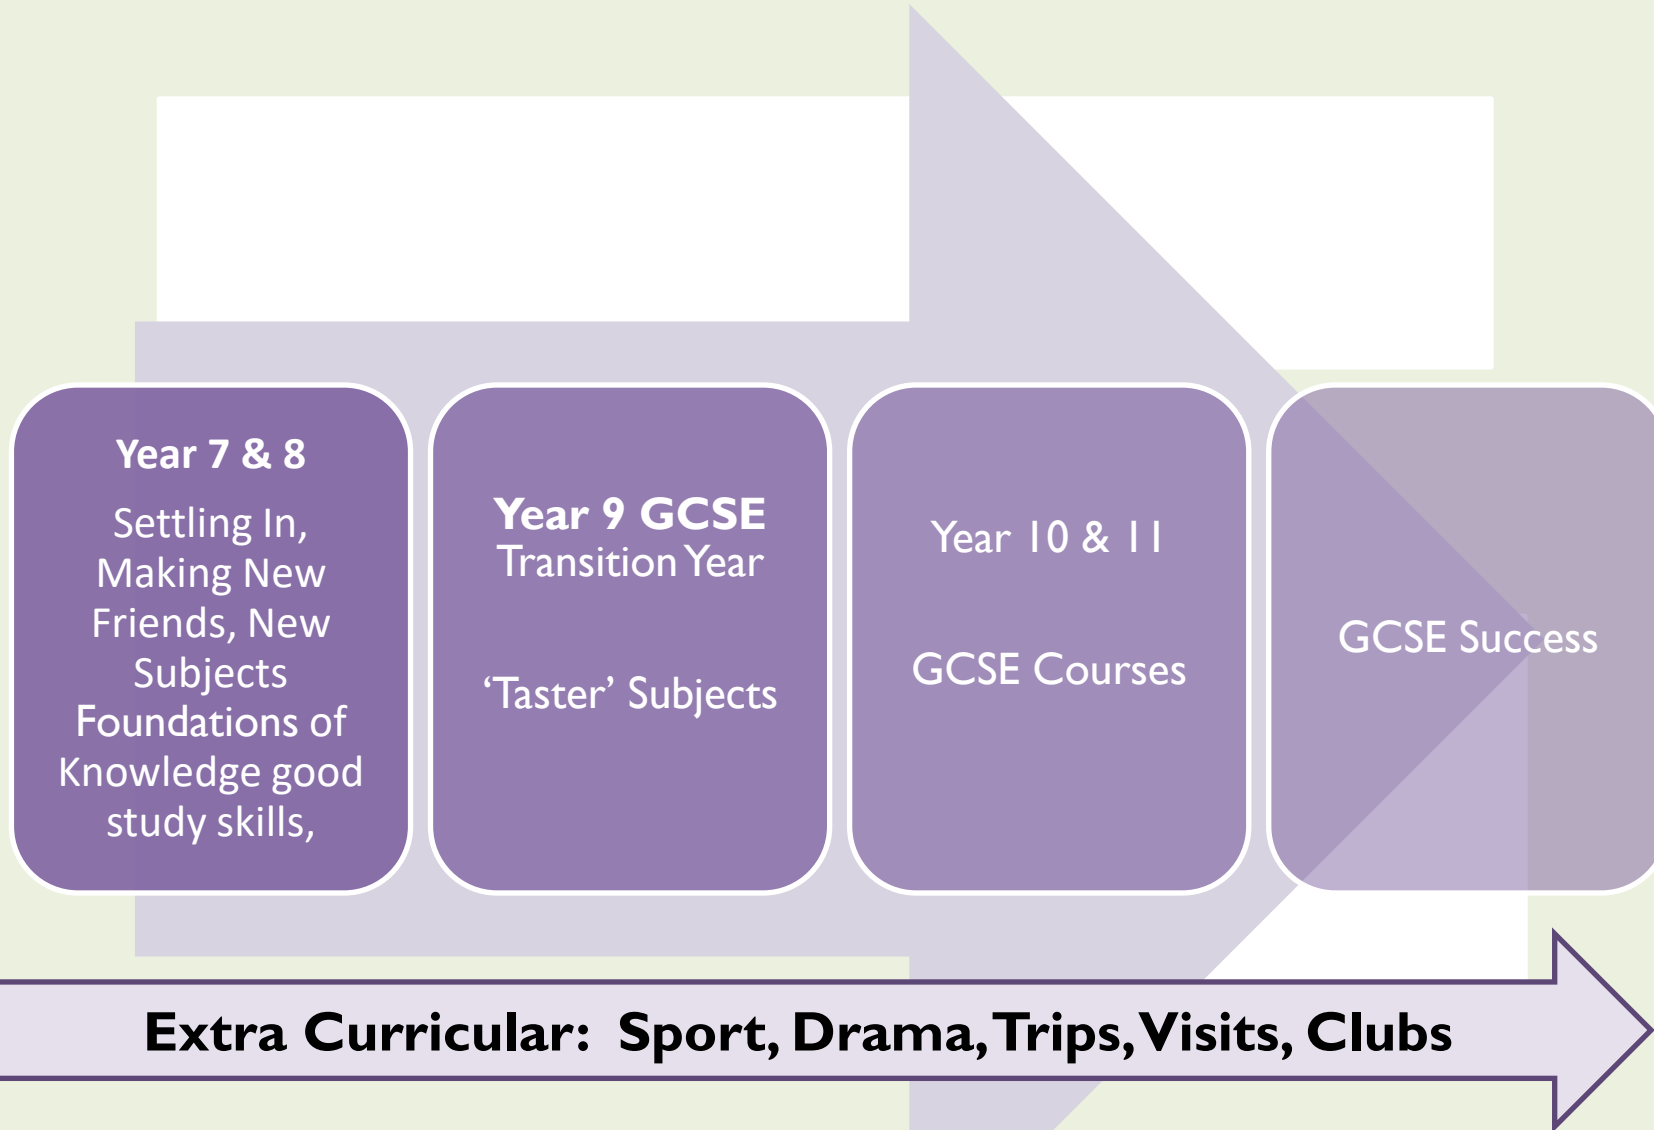 Year 7 & 8
Settling In,
Making New
Friends, New
Subjects
Foundations of
Knowledge good
study skills,
Year 9 GCSE
Transition Year
‘Taster’ Subjects
Year 10 & 11
GCSE Courses
GCSE Success
Extra Curricular: Sport, Drama, Trips, Visits, Clubs